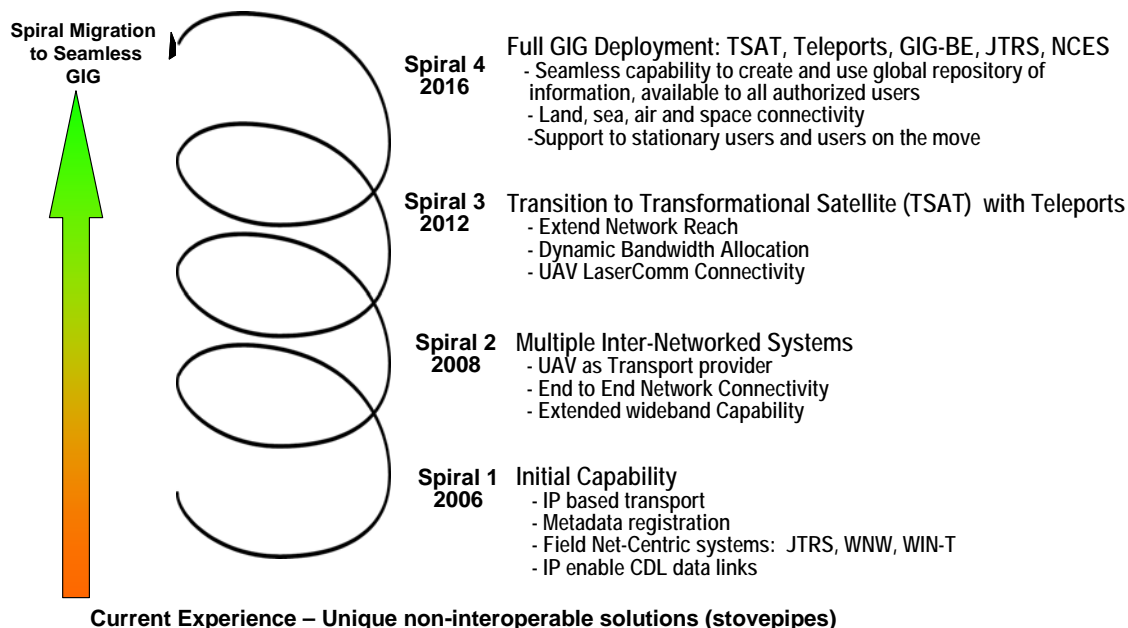 Spiral Migration
to Seamless
GIG
Spiral 4
2016
Full GIG Deployment: TSAT, Teleports, GIG-BE, JTRS, NCES
- Seamless capability to create and use global repository of
information, available to all authorized users
- Land, sea, air and space connectivity
-Support to stationary users and users on the move
Spiral 3
2012
Transition to Transformational Satellite (TSAT) with Teleports
- Extend Network Reach
- Dynamic Bandwidth Allocation
- UAV LaserComm Connectivity
Spiral 2
2008
Multiple Inter-Networked Systems
- UAV as Transport provider
- End to End Network Connectivity
- Extended wideband Capability
Spiral 1
2006
Initial Capability
- IP based transport
- Metadata registration
- Field Net-Centric systems: JTRS, WNW, WIN-T
- IP enable CDL data links
Current Experience – Unique non-interoperable solutions (stovepipes)